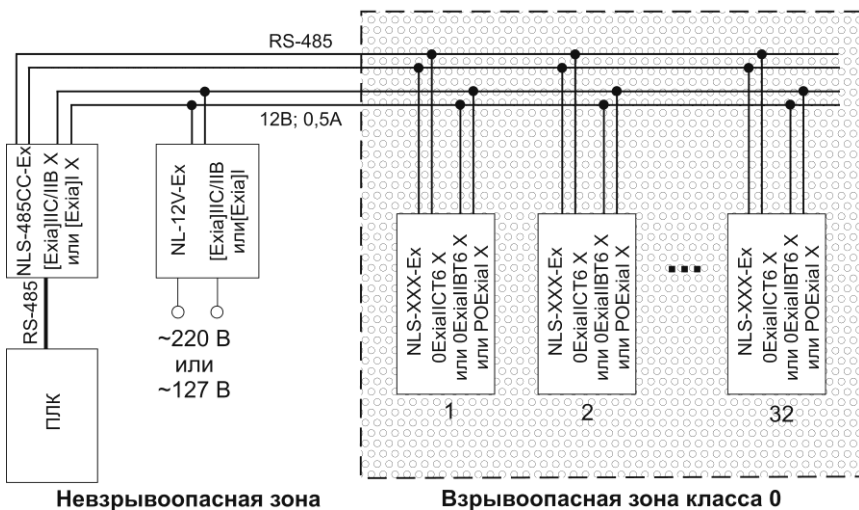 RS-485
12В; 0,5А
NLS-485CC-Ex
[Exia]IIC/IIB X
или [Exia]I X
NL-12V-Ex
[Exia]IIC/IIB
или[Exia]I
RS-485
ПЛК
~220 В
или
~127 В
NLS-XXX-Ex
0ExiaIICT6 X
или 0ExiaIIBT6 X
или POExiaI X
1
NLS-XXX-Ex
0ExiaIICT6 X
или 0ExiaIIBT6 X
или POExiaI X
2
NLS-XXX-Ex
0ExiaIICT6 X
или 0ExiaIIBT6 X
или POExiaI X
32
Невзрывоопасная зона
Взрывоопасная зона класса 0